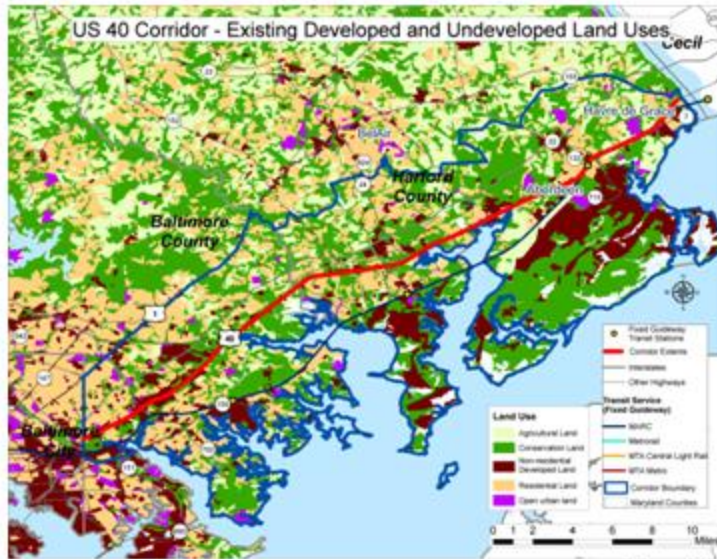 US 40 Corridor - Existing Developed and Undeveloped Land Uses
Cecil
Havre de Grace
BelAir
Harford
County
Aberdeen
Baltimore
County
1
40
Baltimore
City
Fixed Guideway
Transit Stations
Corridor Extents
Interstates
Other Highways
Transit Service
(Fixed Guideway)
MARC
Metrorail
MTA Central Light Rail
MTA Metro
Corridor Boundary
Maryland Counties
Land Use
Agricultural Land
Conservation Land
Non-residential
Developed Land
Residential Land
Open urban land
0 1 2 4 6 8 10
Miles